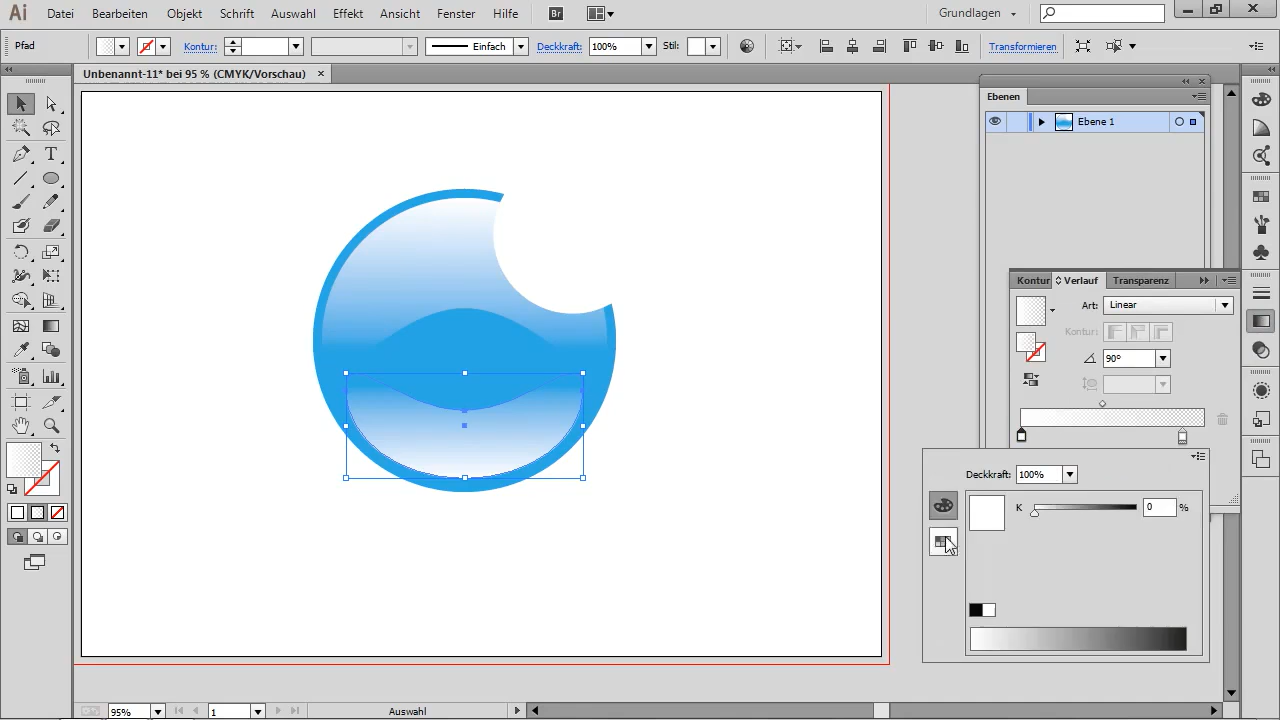 Ai Datei Bearbeiten Objekt Schrift Auswahl Effekt Ansicht Fenster Hilfe Br Grundlagen
Pfad Kontur: Einfach Deckkraft: 100% Stil: Transformieren
Unbenannt-11* bei 95 % (CMYK/Vorschau) ×
Ebenen
Ebene 1
Kontur Verlauf Transparenz
Art: Linear
Kontur:
90°
Deckkraft: 100%
K 0 %
95% 1 Auswahl